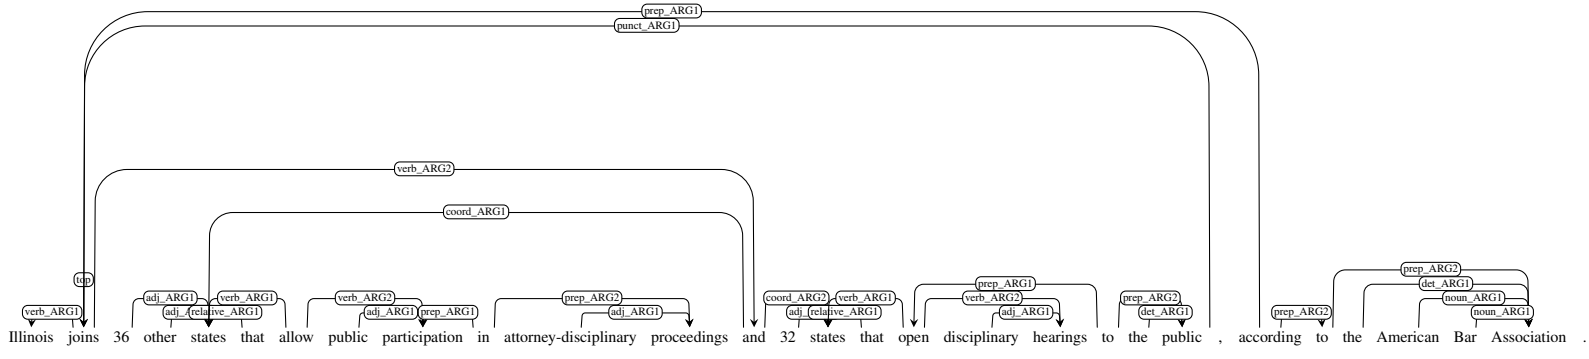 prep_ARG1
punct_ARG1
verb_ARG2
coord_ARG1
top
prep_ARG1 prep_ARG2
det_ARG1
adj_ARG1 verb_ARG1 verb_ARG2 prep_ARG2 coord_ARG2 verb_ARG1 verb_ARG2 prep_ARG2 noun_ARG1
verb_ARG1 relative_ARG1 adj_ARG1 prep_ARG1 adj_ARG1 relative_ARG1 adj_ARG1 det_ARG1 prep_ARG2 noun_ARG1
Illinois joins 36 other states that allow public participation in attorney-disciplinary proceedings and 32 states that open disciplinary hearings to the public , according to the American Bar Association .